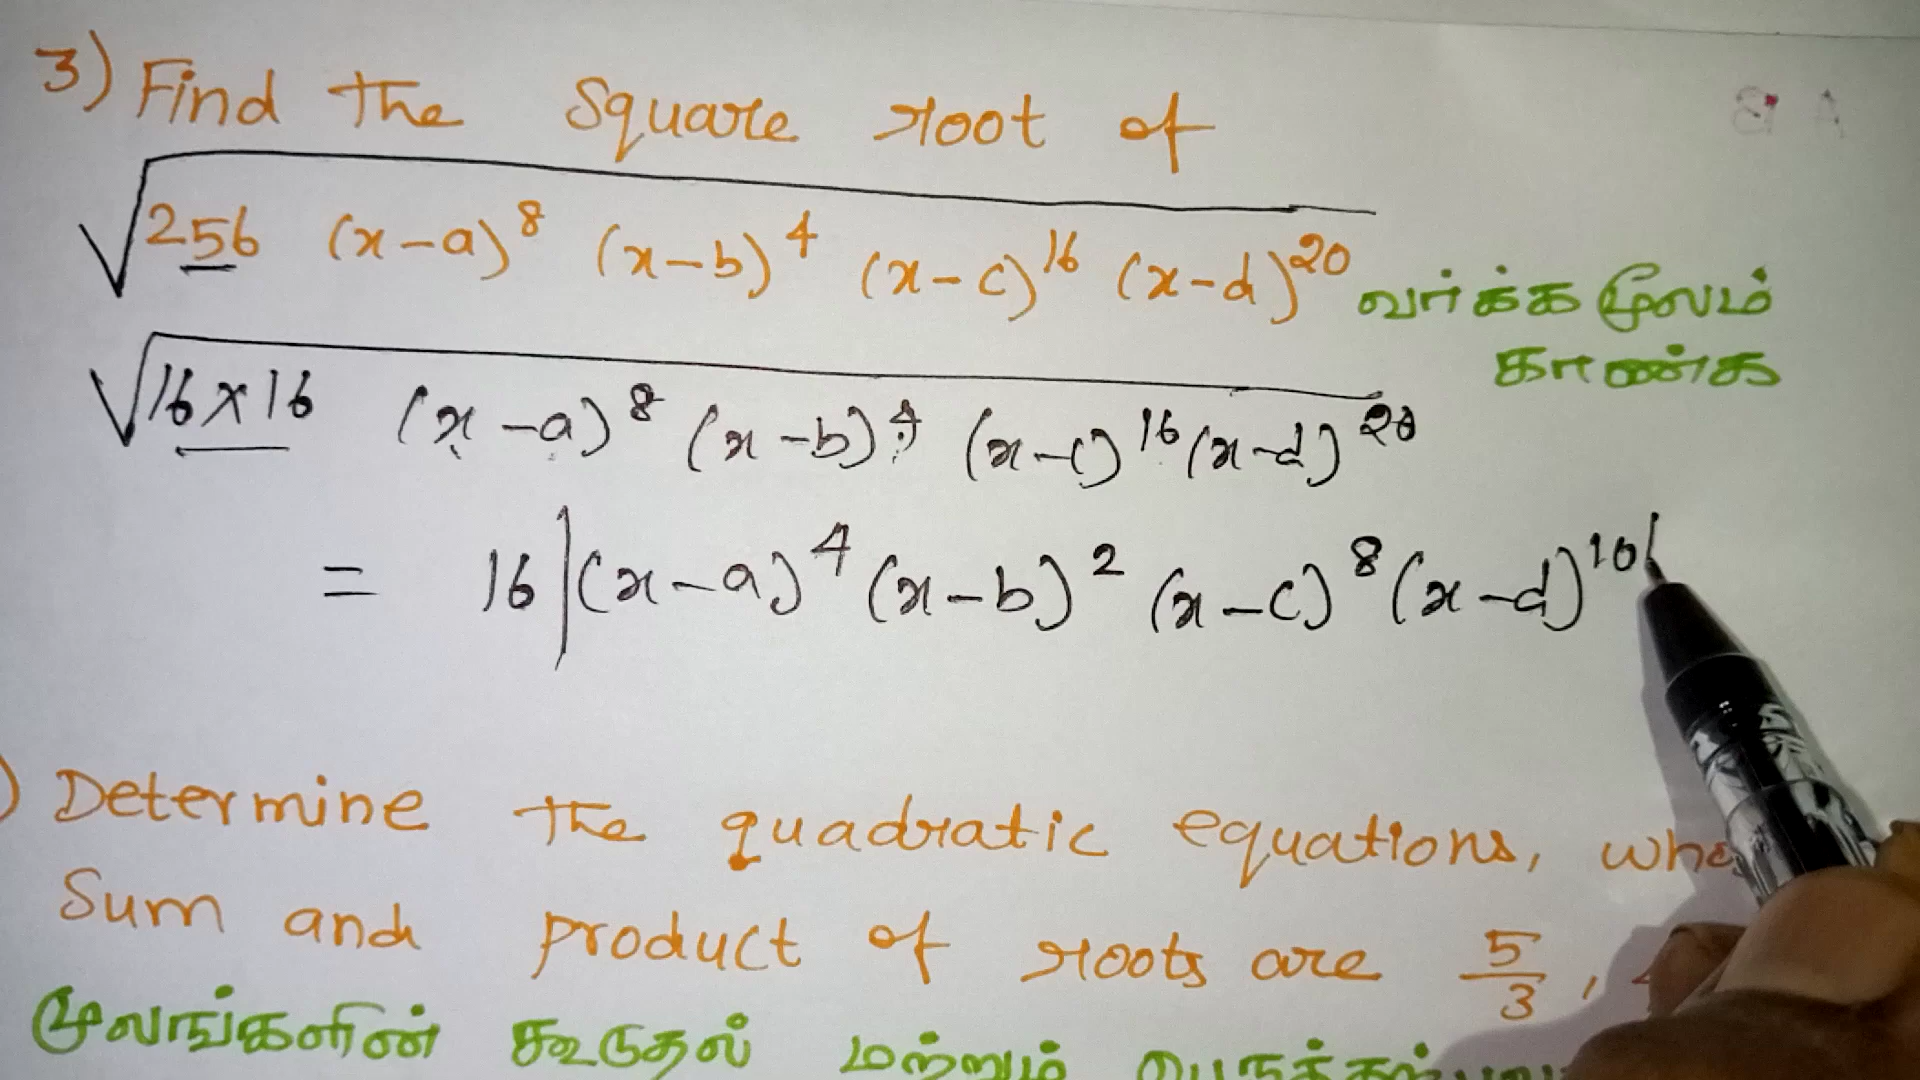 3) Find the Square root of
√256 (x-a)⁸ (x-b)⁴ (x-c)¹⁶ (x-d)²⁰ வர்க்க மூலம்
காண்க
√16×16 (x-a)⁸ (x-b)⁴ (x-c)¹⁶ (x-d)²⁰
= 16 |(x-a)⁴ (x-b)² (x-c)⁸ (x-d)¹⁰|
) Determine the quadratic equations,
Sum and product of roots are 5/3,
மூலங்களின் கூடுதல் மற்றும்